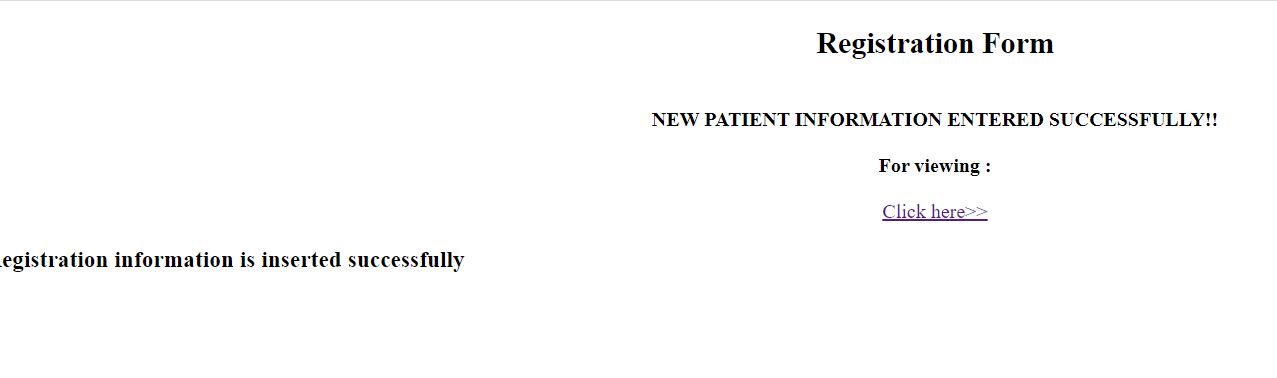 Registration Form
NEW PATIENT INFORMATION ENTERED SUCCESSFULLY!!
For viewing :
Click here>>
egistration information is inserted successfully